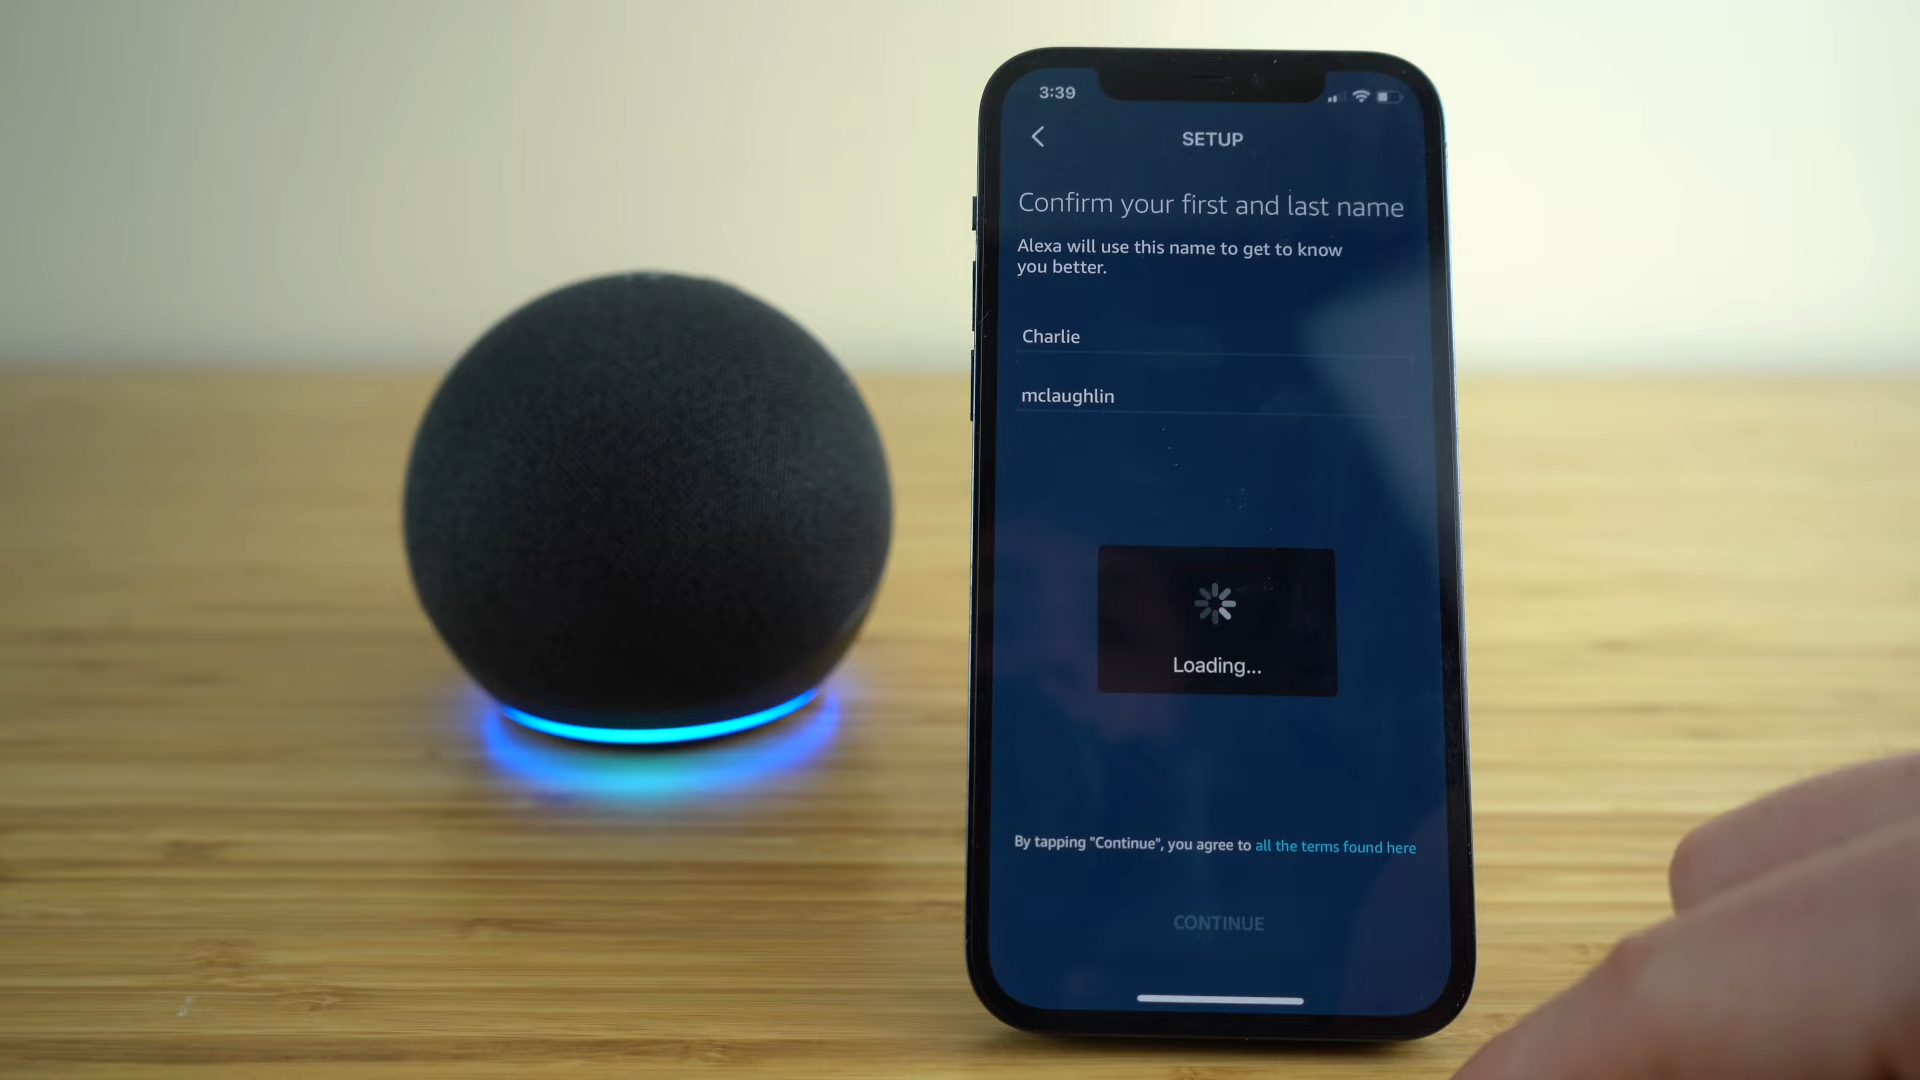 3:39
SETUP
Confirm your first and last name
Alexa will use this name to get to know
you better.
Charlie
mclaughlin
Loading...
By tapping "Continue", you agree to all the terms found here
CONTINUE